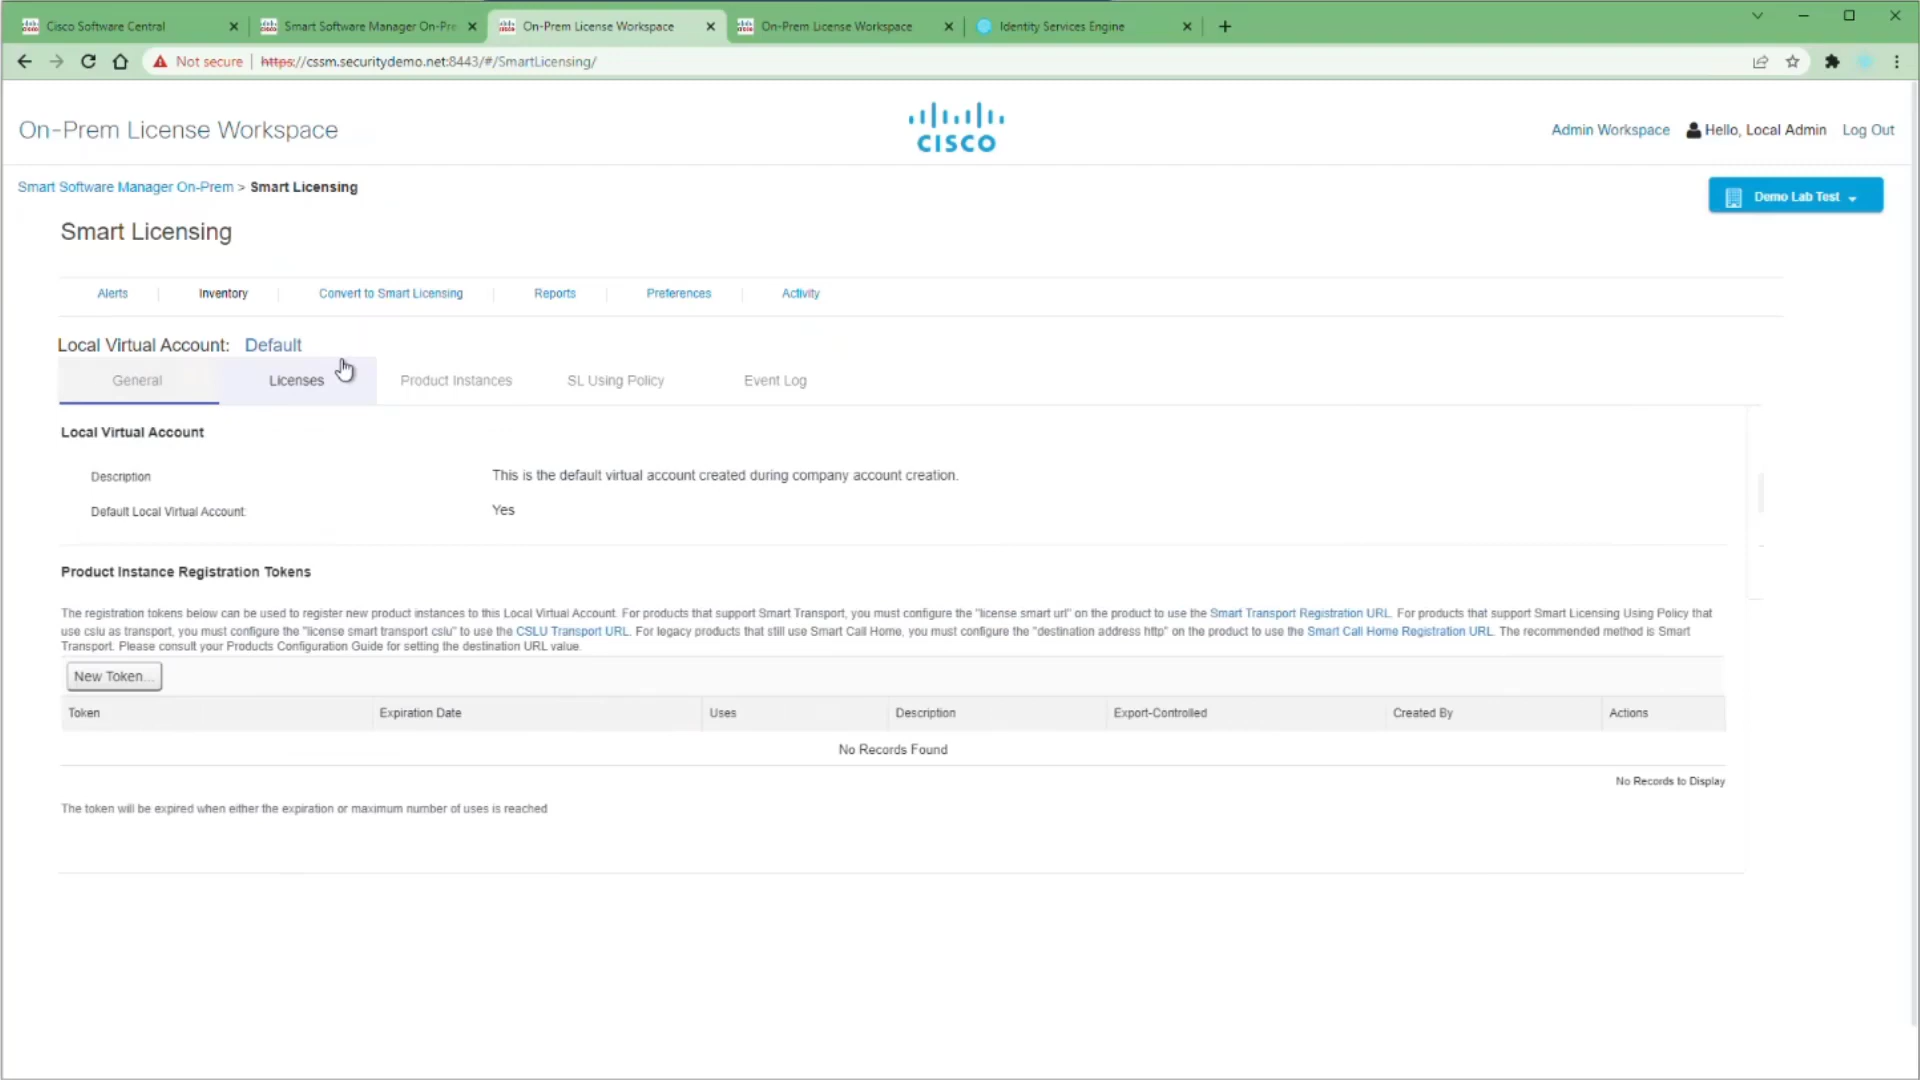 Cisco Software Central
Smart Software Manager On-Pre
On-Prem License Workspace
On-Prem License Workspace
Identity Services Engine
Not secure | https://cssm.securitydemo.net:8443/#/SmartLicensing/
On-Prem License Workspace
CISCO
Admin Workspace
Hello, Local Admin
Log Out
Smart Software Manager On-Prem > Smart Licensing
Demo Lab Test
Smart Licensing
Alerts
Inventory
Convert to Smart Licensing
Reports
Preferences
Activity
Local Virtual Account: Default
General
Licenses
Product Instances
SL Using Policy
Event Log
Local Virtual Account
Description
This is the default virtual account created during company account creation.
Default Local Virtual Account:
Yes
Product Instance Registration Tokens
The registration tokens below can be used to register new product instances to this Local Virtual Account. For products that support Smart Transport, you must configure the "license smart url" on the product to use the Smart Transport Registration URL. For products that support Smart Licensing Using Policy that
use cslu as transport, you must configure the "license smart transport cslu" to use the CSLU Transport URL. For legacy products that still use Smart Call Home, you must configure the "destination address http" on the product to use the Smart Call Home Registration URL. The recommended method is Smart
Transport. Please consult your Products Configuration Guide for setting the destination URL value.
New Token...
Token
Expiration Date
Uses
Description
Export-Controlled
Created By
Actions
No Records Found
No Records to Display
The token will be expired when either the expiration or maximum number of uses is reached